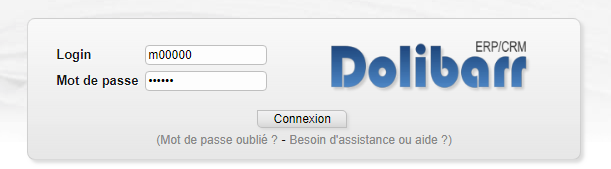 Login m00000
ERP/CRM
Dolibarr
Mot de passe ••••••
Connexion
(Mot de passe oublié ? - Besoin d'assistance ou aide ?)